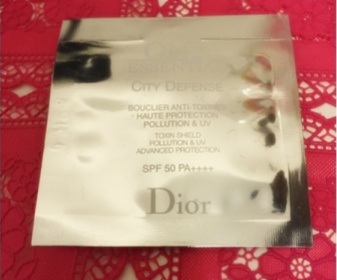 CITY DEFENSE
BOUCLIER ANTI-TOXINES
HAUTE PROTECTION
POLLUTION & UV
TOXIN SHIELD
POLLUTION & UV
ADVANCED PROTECTION
SPF 50 PA++++
Dior